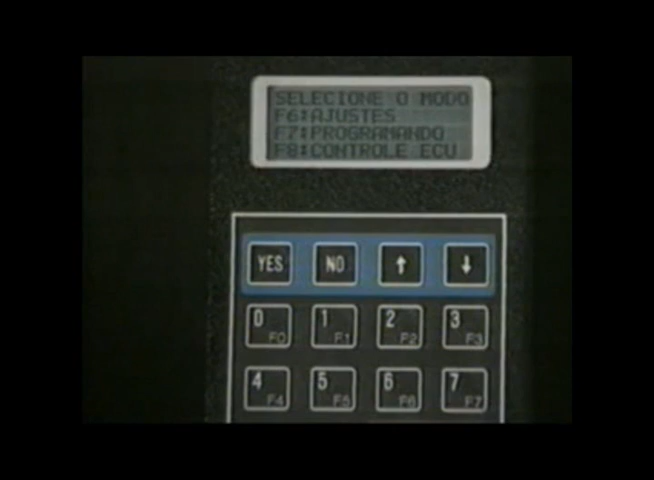 SELECIONE O MODO
F6:AJUSTES
F7:PROGRAMANDO
F8:CONTROLE ECU
YES NO ↑ ↓
0 F0 1 F1 2 F2 3 F3
4 F4 5 F5 6 F6 7 F7